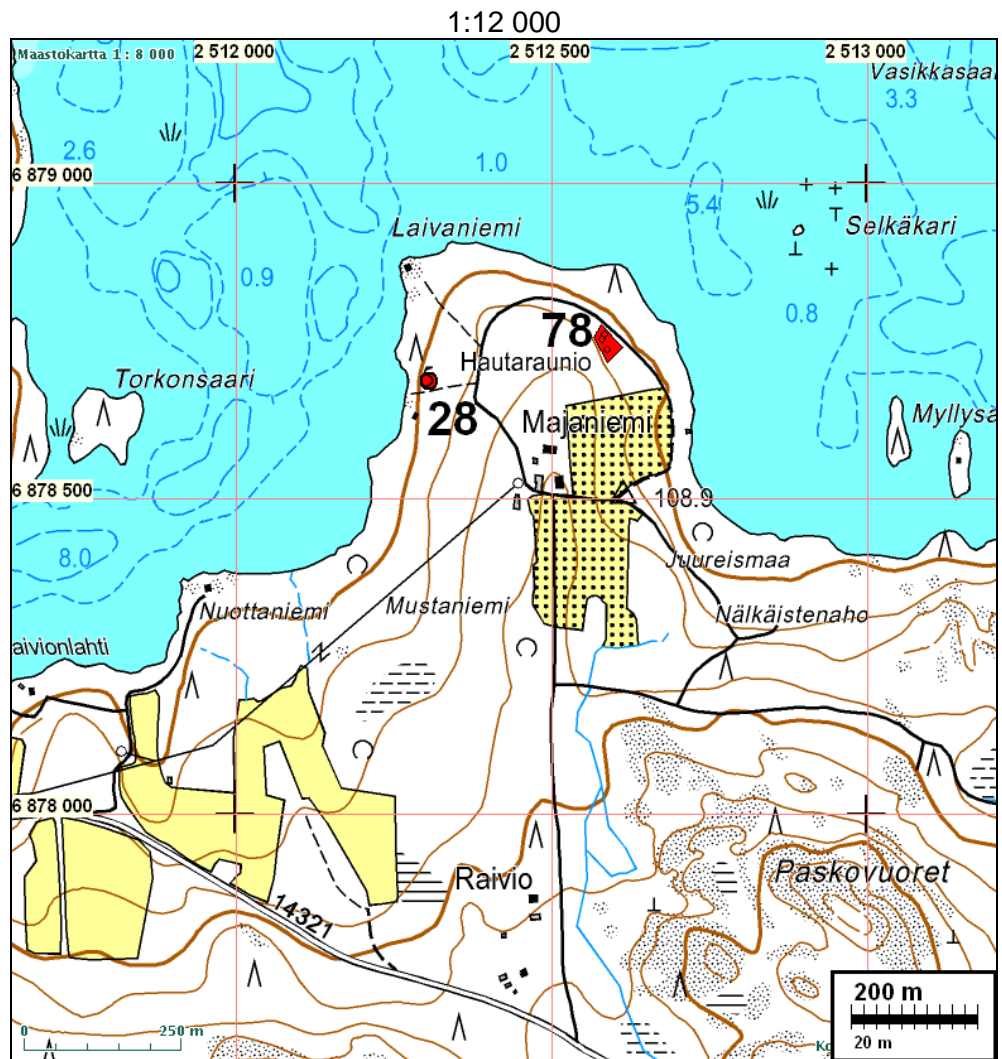 1:12 000
Maastokartta 1 : 8 000
2 512 000
2 512 500
2 513 000
3.3
2.6
1.0
6 879 000
5.4
Laivaniemi
Selkäkari
0.9
0.8
78
Hautaraunio
Torkonsaari
28
Majaniemi
6 878 500
108.9
8.0
Juureismaa
Nuottaniemi
Mustaniemi
Nälkäistenaho
aivionlahti
6 878 000
Raivio
Paskovuoret
14321
200 m
20 m
0
250 m